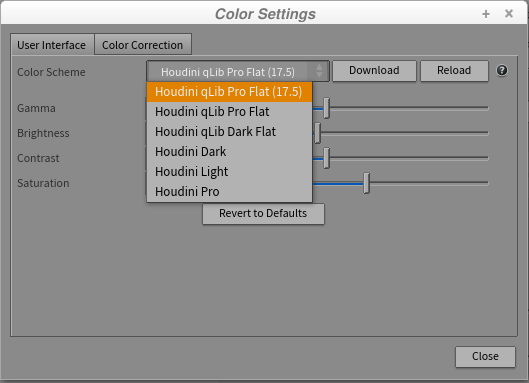 Color Settings
User Interface
Color Correction
Color Scheme
Houdini qLib Pro Flat (17.5)
Download
Reload
?
Houdini qLib Pro Flat (17.5)
Gamma
Houdini qLib Pro Flat
Brightness
Houdini qLib Dark Flat
Contrast
Houdini Dark
Houdini Light
Saturation
Houdini Pro
Revert to Defaults
Close